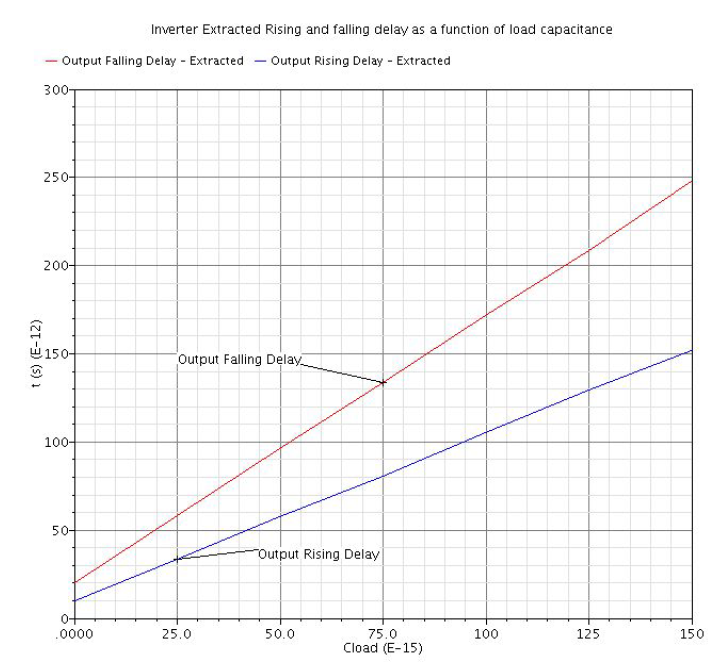 Inverter Extracted Rising and falling delay as a function of load capacitance
Output Falling Delay - Extracted
Output Rising Delay - Extracted
300
250
200
150
100
50
0
t (s) (E-12)
Output Falling Delay
Output Rising Delay
.0000
25.0
50.0
75.0
100
125
150
Cload (E-15)